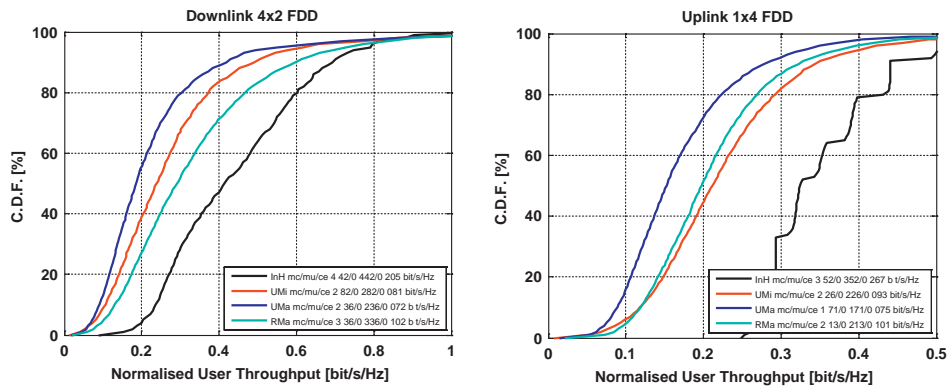 Downlink 4x2 FDD
C.D.F. [%]
100
80
60
40
20
0
0
0.2
0.4
0.6
0.8
1
InH mc/mu/ce 4 42/0 442/0 205 bit/s/Hz
UMi mc/mu/ce 2 82/0 282/0 081 bit/s/Hz
UMa mc/mu/ce 2 36/0 236/0 072 b t/s/Hz
RMa mc/mu/ce 3 36/0 336/0 102 b t/s/Hz
Normalised User Throughput [bit/s/Hz]
Uplink 1x4 FDD
C.D.F. [%]
100
80
60
40
20
0
0
0.1
0.2
0.3
0.4
0.5
InH mc/mu/ce 3 52/0 352/0 267 b t/s/Hz
UMi mc/mu/ce 2 26/0 226/0 093 bit/s/Hz
UMa mc/mu/ce 1 71/0 171/0 075 bit/s/Hz
RMa mc/mu/ce 2 13/0 213/0 101 bit/s/Hz
Normalised User Throughput [bit/s/Hz]